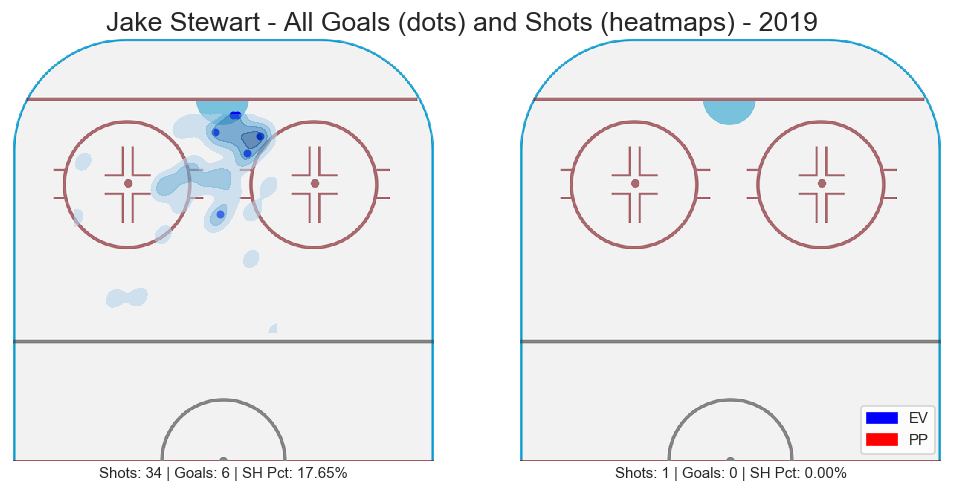 Jake Stewart - All Goals (dots) and Shots (heatmaps) - 2019
EV
PP
Shots: 34 | Goals: 6 | SH Pct: 17.65%
Shots: 1 | Goals: 0 | SH Pct: 0.00%